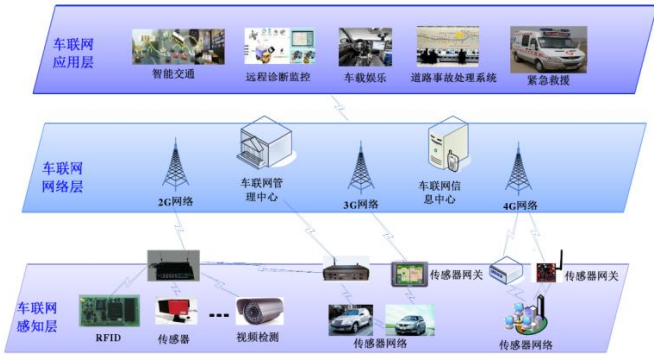 车联网
应用层
智能交通
远程诊断监控
车载娱乐
道路事故处理系统
紧急救援
车联网
网络层
2G网络
车联网管
理中心
3G网络
车联网信
息中心
4G网络
传感器网关
传感器网关
车联网
感知层
RFID
传感器
视频检测
传感器网络
传感器网络